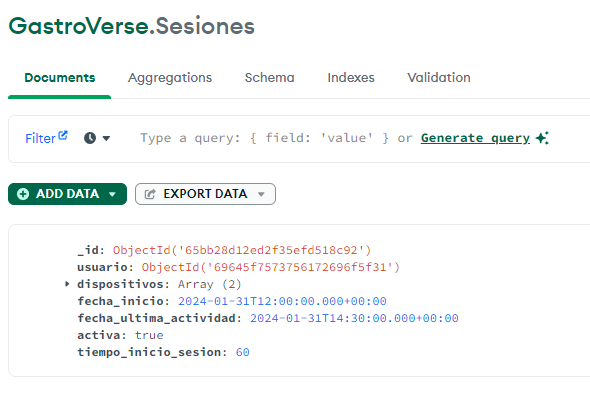 GastroVerse.Sesiones
Documents Aggregations Schema Indexes Validation
Filter Type a query: { field: 'value' } or Generate query
ADD DATA EXPORT DATA
_id: ObjectId('65bb28d12ed2f35efd518c92')
usuario: ObjectId('69645f7573756172696f5f31')
dispositivos: Array (2)
fecha_inicio: 2024-01-31T12:00:00.000+00:00
fecha_ultima_actividad: 2024-01-31T14:30:00.000+00:00
activa: true
tiempo_inicio_sesion: 60